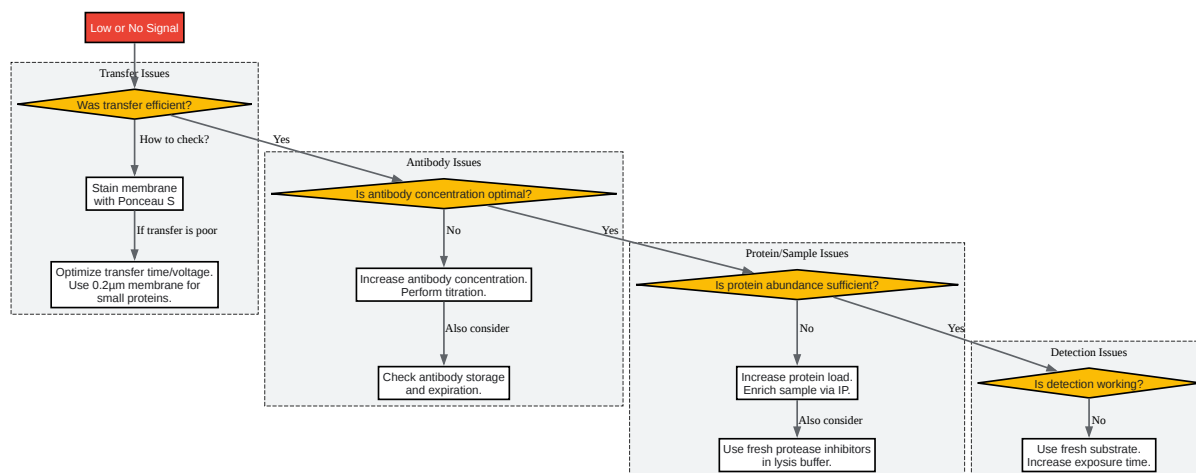 Low or No Signal
Transfer Issues
Was transfer efficient?
How to check?
Yes
Stain membrane
with Ponceau S
If transfer is poor
Optimize transfer time/voltage.
Use 0.2µm membrane for
small proteins.
Antibody Issues
Is antibody concentration optimal?
No
Yes
Increase antibody concentration.
Perform titration.
Also consider
Check antibody storage
and expiration.
Protein/Sample Issues
Is protein abundance sufficient?
No
Yes
Increase protein load.
Enrich sample via IP.
Also consider
Use fresh protease inhibitors
in lysis buffer.
Detection Issues
Is detection working?
No
Use fresh substrate.
Increase exposure time.